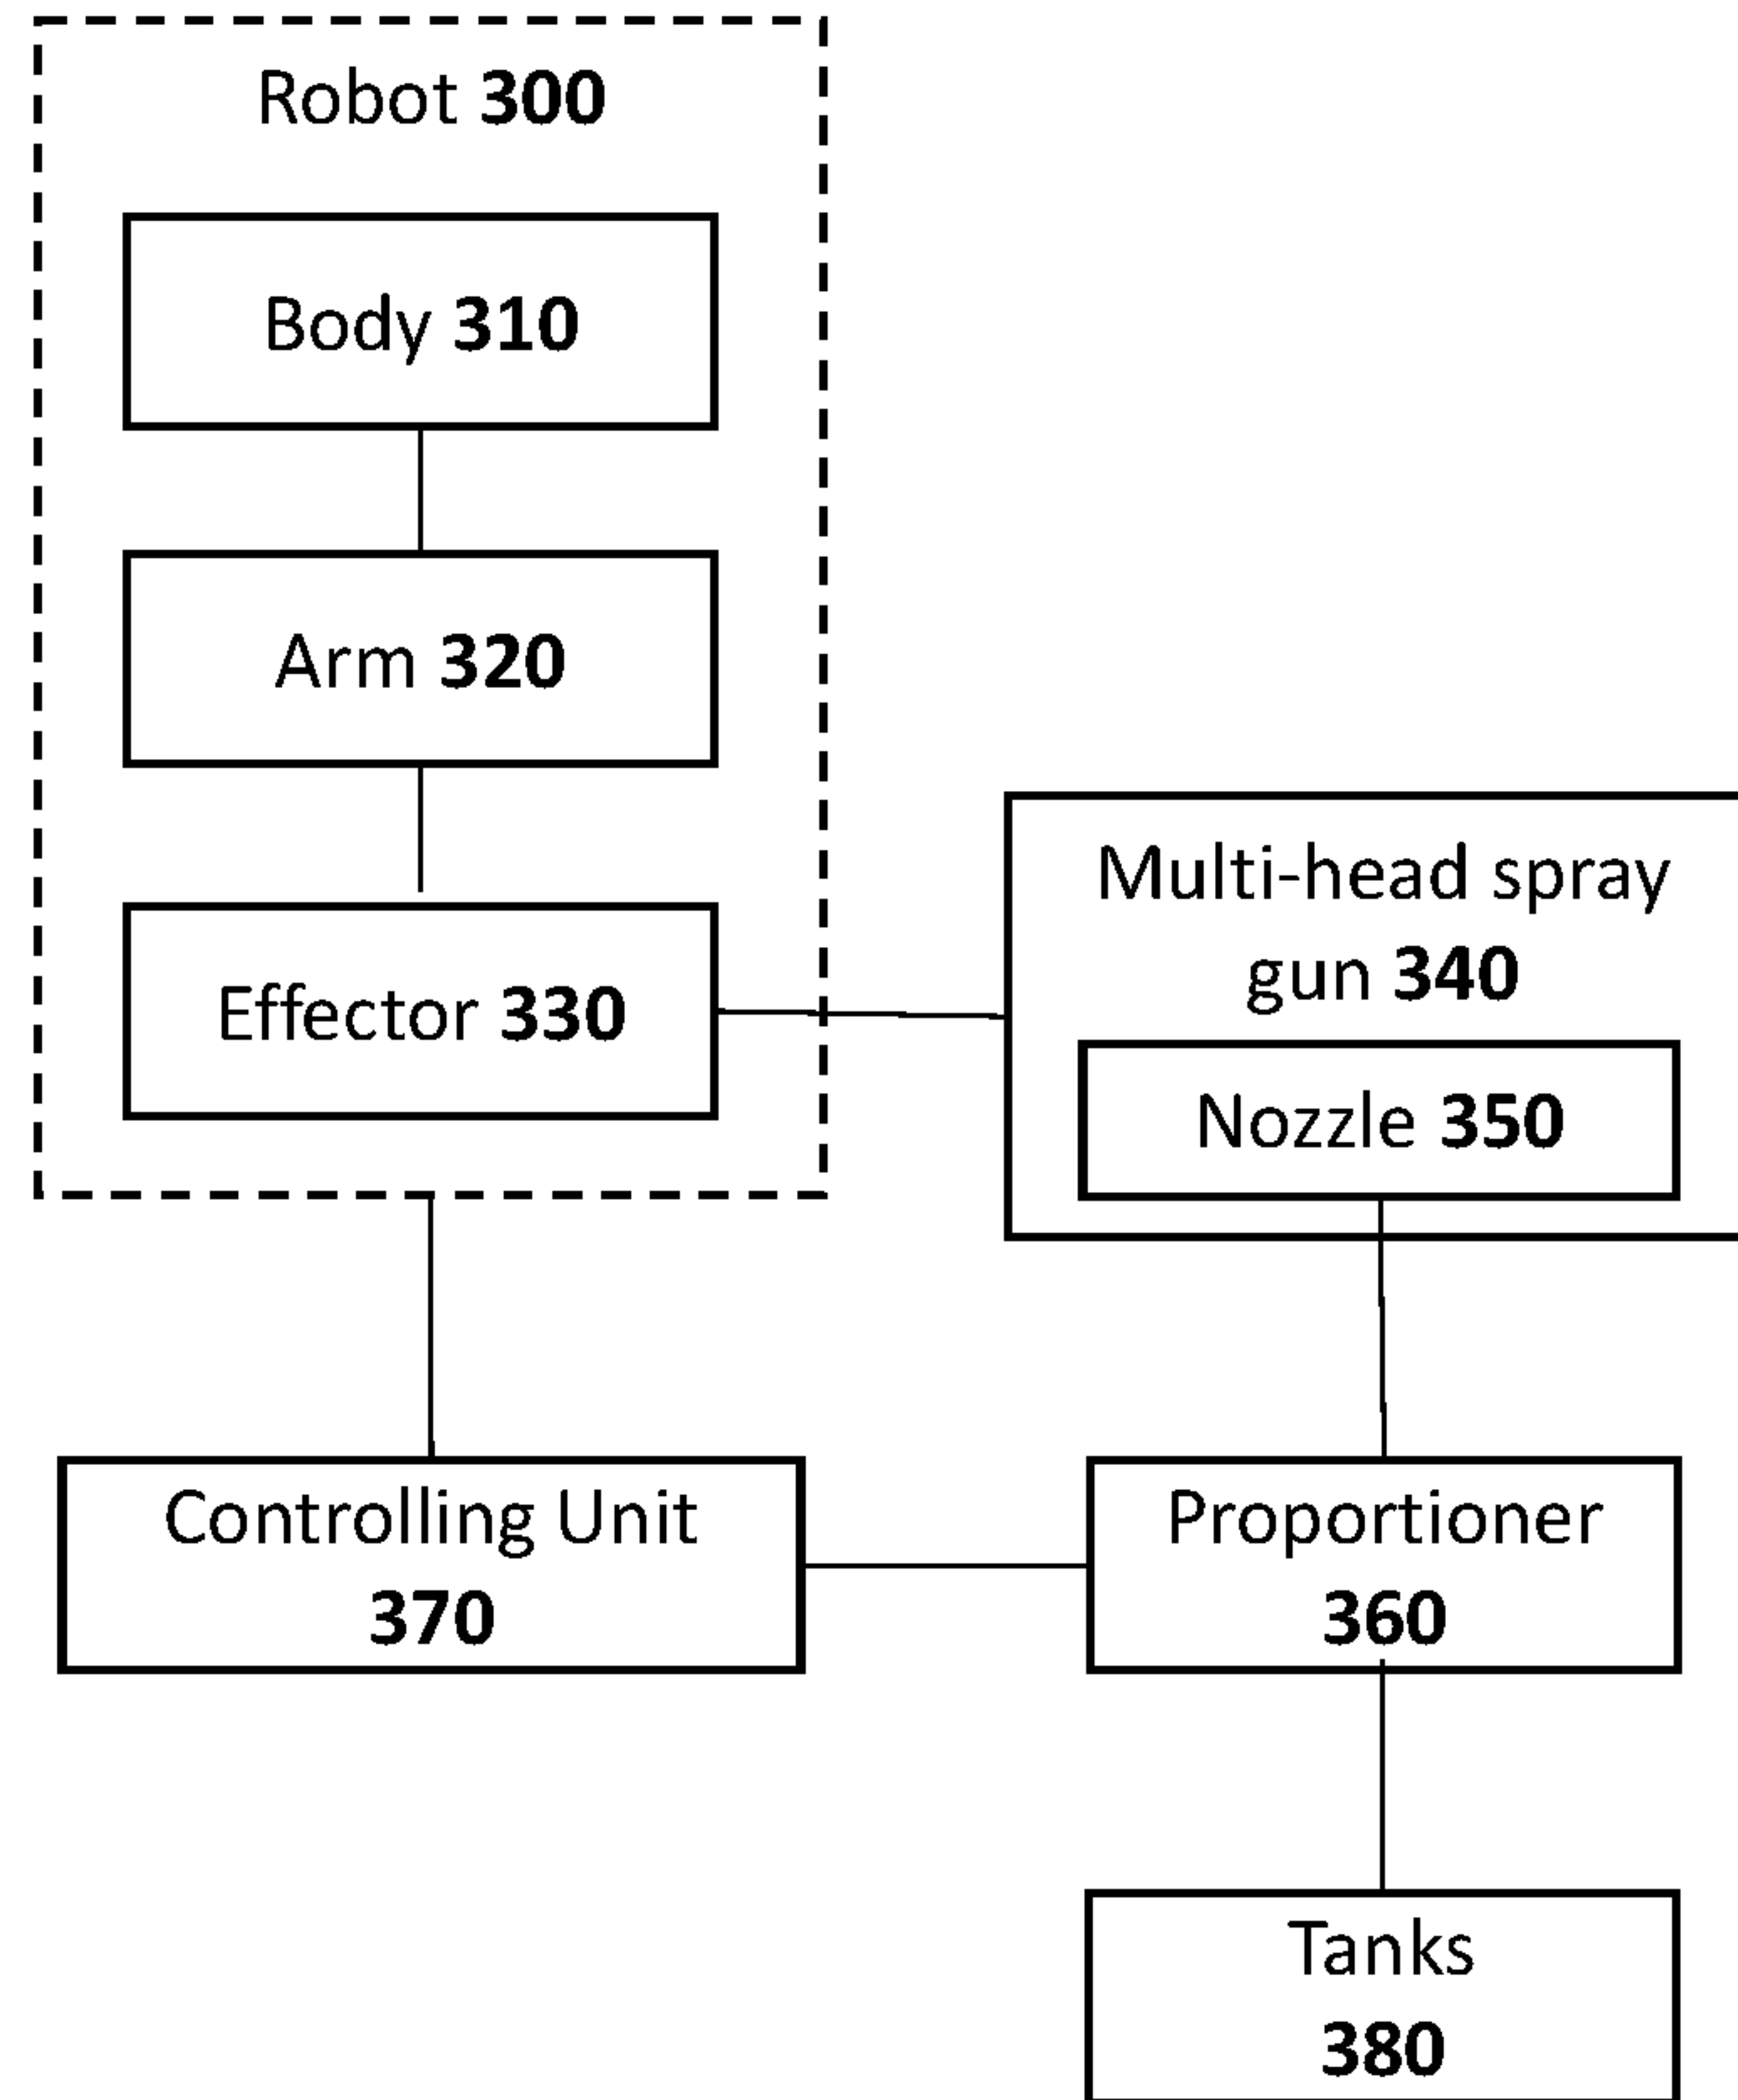 Robot 300
Body 310
Arm 320
Effector 330
Multi-head spray
gun 340
Nozzle 350
Controlling Unit
370
Proportioner
360
Tanks
380